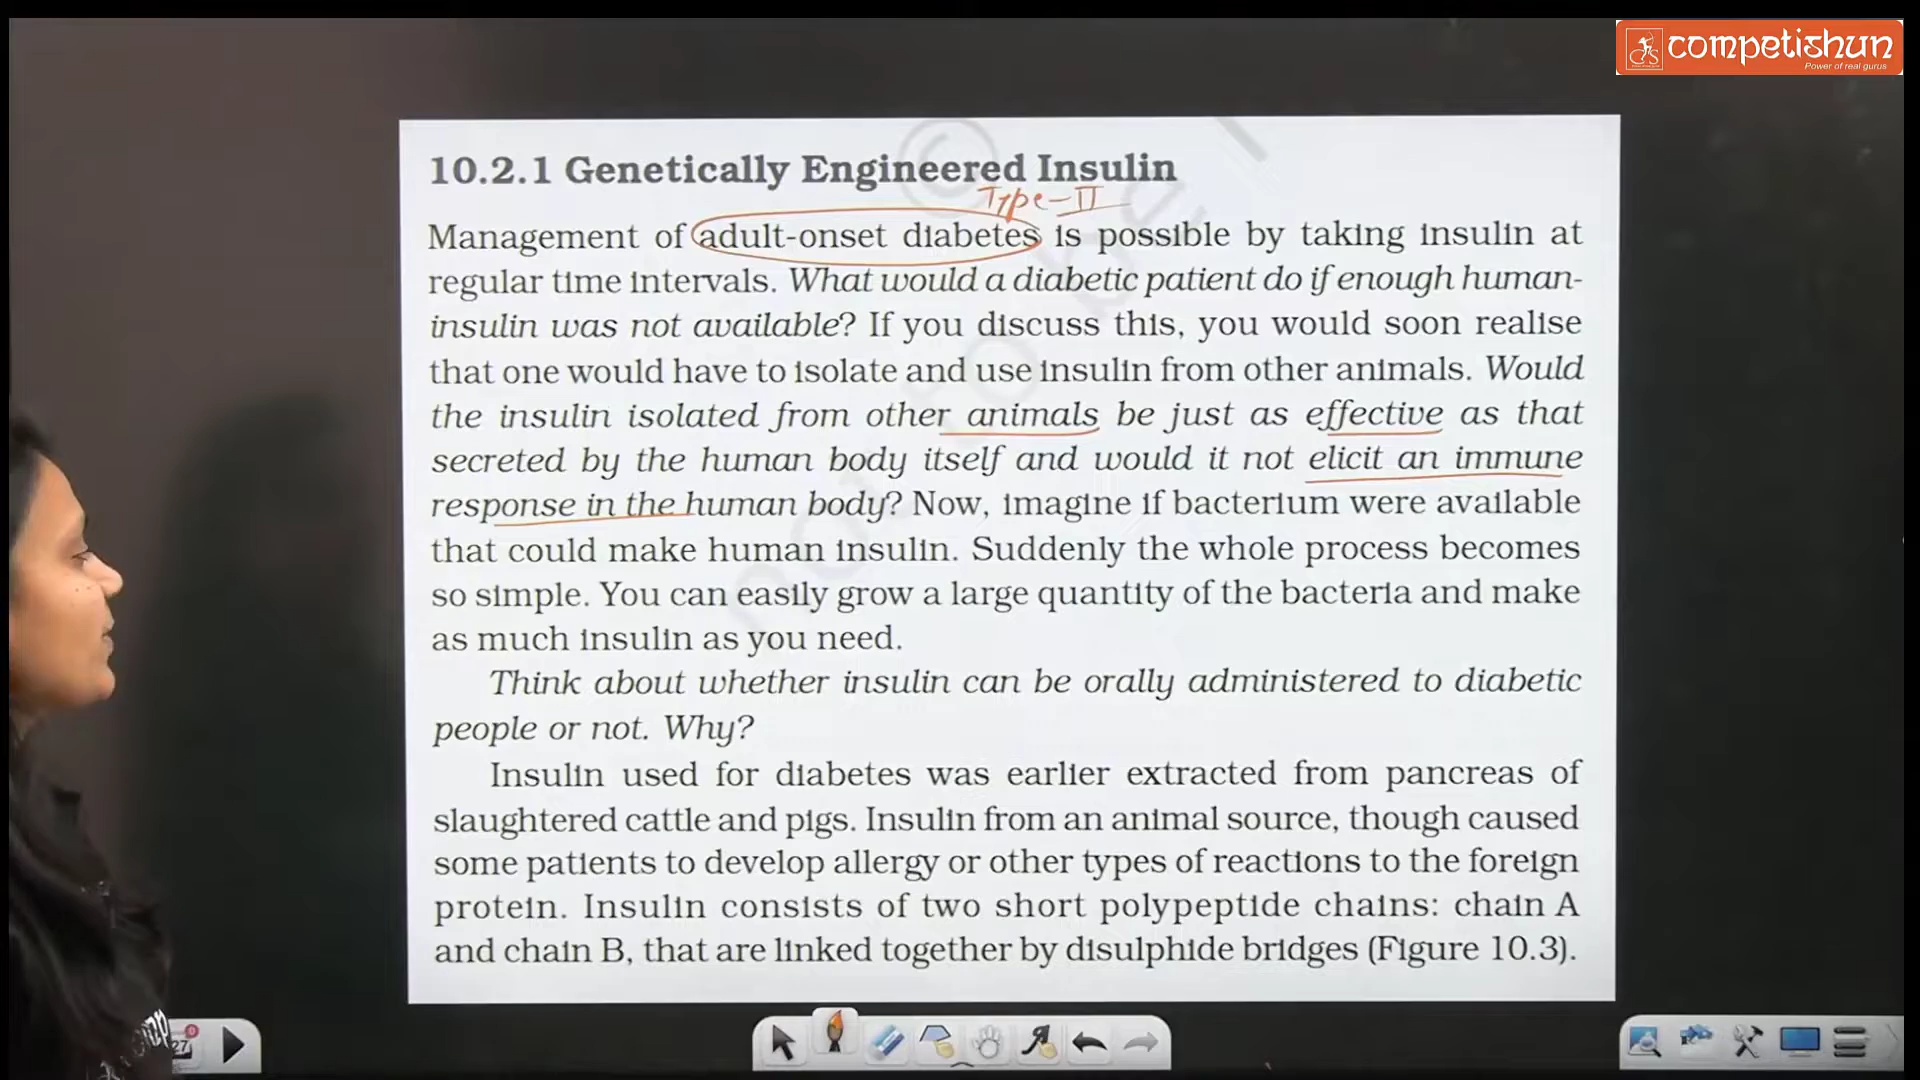 competishun
Power of real gurus
10.2.1 Genetically Engineered Insulin
Type-II
Management of adult-onset diabetes is possible by taking insulin at
regular time intervals. What would a diabetic patient do if enough human-
insulin was not available? If you discuss this, you would soon realise
that one would have to isolate and use insulin from other animals. Would
the insulin isolated from other animals be just as effective as that
secreted by the human body itself and would it not elicit an immune
response in the human body? Now, imagine if bacterium were available
that could make human insulin. Suddenly the whole process becomes
so simple. You can easily grow a large quantity of the bacteria and make
as much insulin as you need.
Think about whether insulin can be orally administered to diabetic
people or not. Why?
Insulin used for diabetes was earlier extracted from pancreas of
slaughtered cattle and pigs. Insulin from an animal source, though caused
some patients to develop allergy or other types of reactions to the foreign
protein. Insulin consists of two short polypeptide chains: chain A
and chain B, that are linked together by disulphide bridges (Figure 10.3).